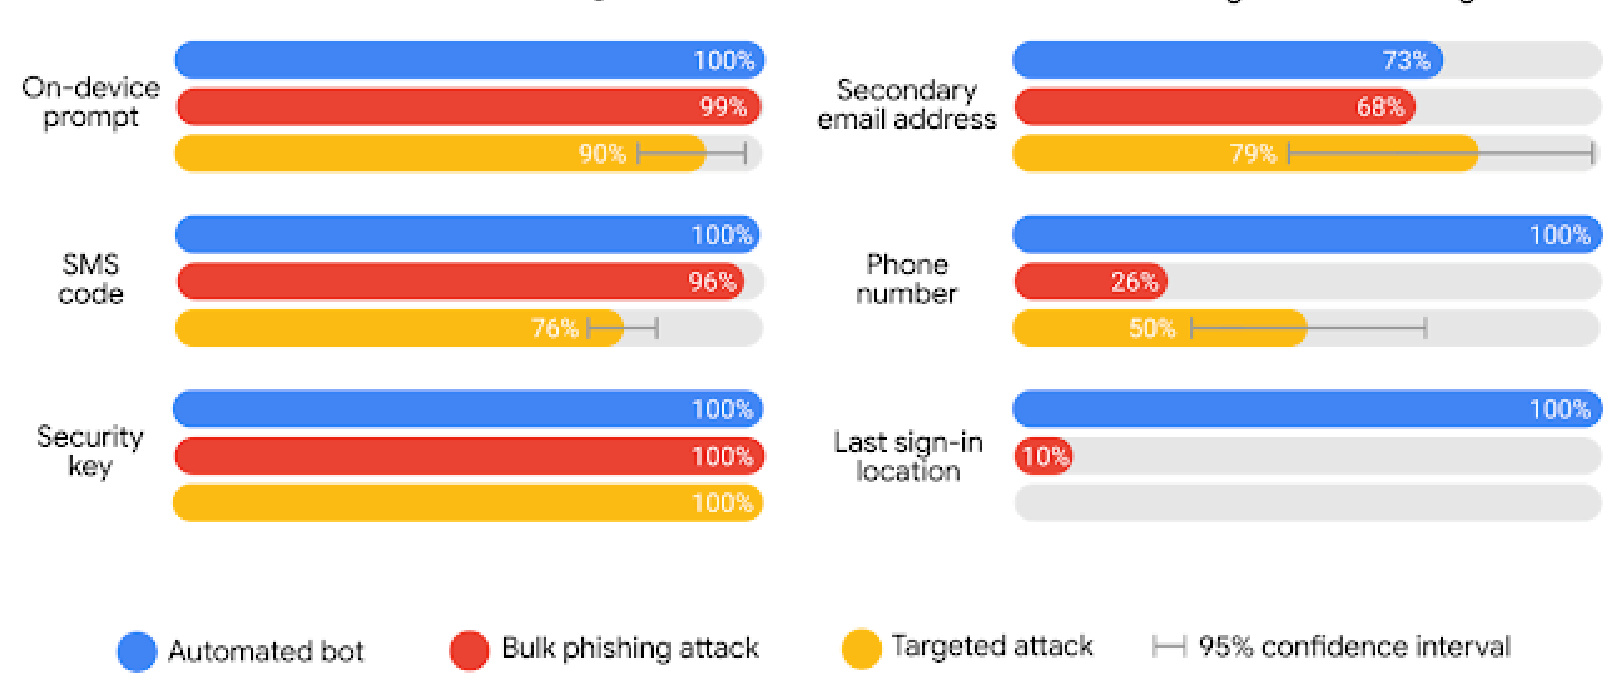 On-device
prompt
100%
99%
90%
SMS
code
100%
96%
76%
Security
key
100%
100%
100%
Secondary
email address
73%
68%
79%
Phone
number
100%
26%
50%
Last sign-in
location
100%
10%
Automated bot
Bulk phishing attack
Targeted attack
95% confidence interval